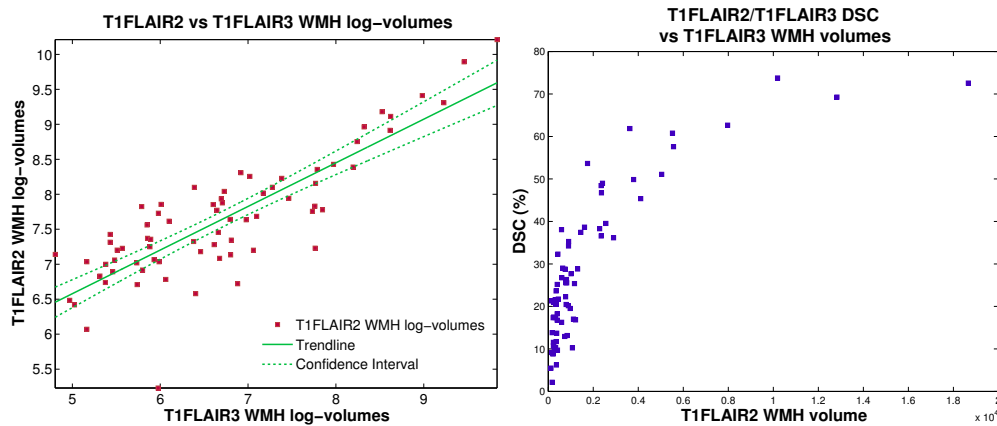 T1FLAIR2 vs T1FLAIR3 WMH log−volumes
10
9.5
9
8.5
8
7.5
7
6.5
6
5.5
T1FLAIR2 WMH log−volumes
T1FLAIR2 WMH log−volumes
Trendline
Confidence Interval
5 6 7 8 9
T1FLAIR3 WMH log−volumes
T1FLAIR2/T1FLAIR3 DSC
vs T1FLAIR3 WMH volumes
80
70
60
50
40
30
20
10
0
DSC (%)
0 0.2 0.4 0.6 0.8 1.0 1.2 1.4 1.6 1.8
T1FLAIR2 WMH volume